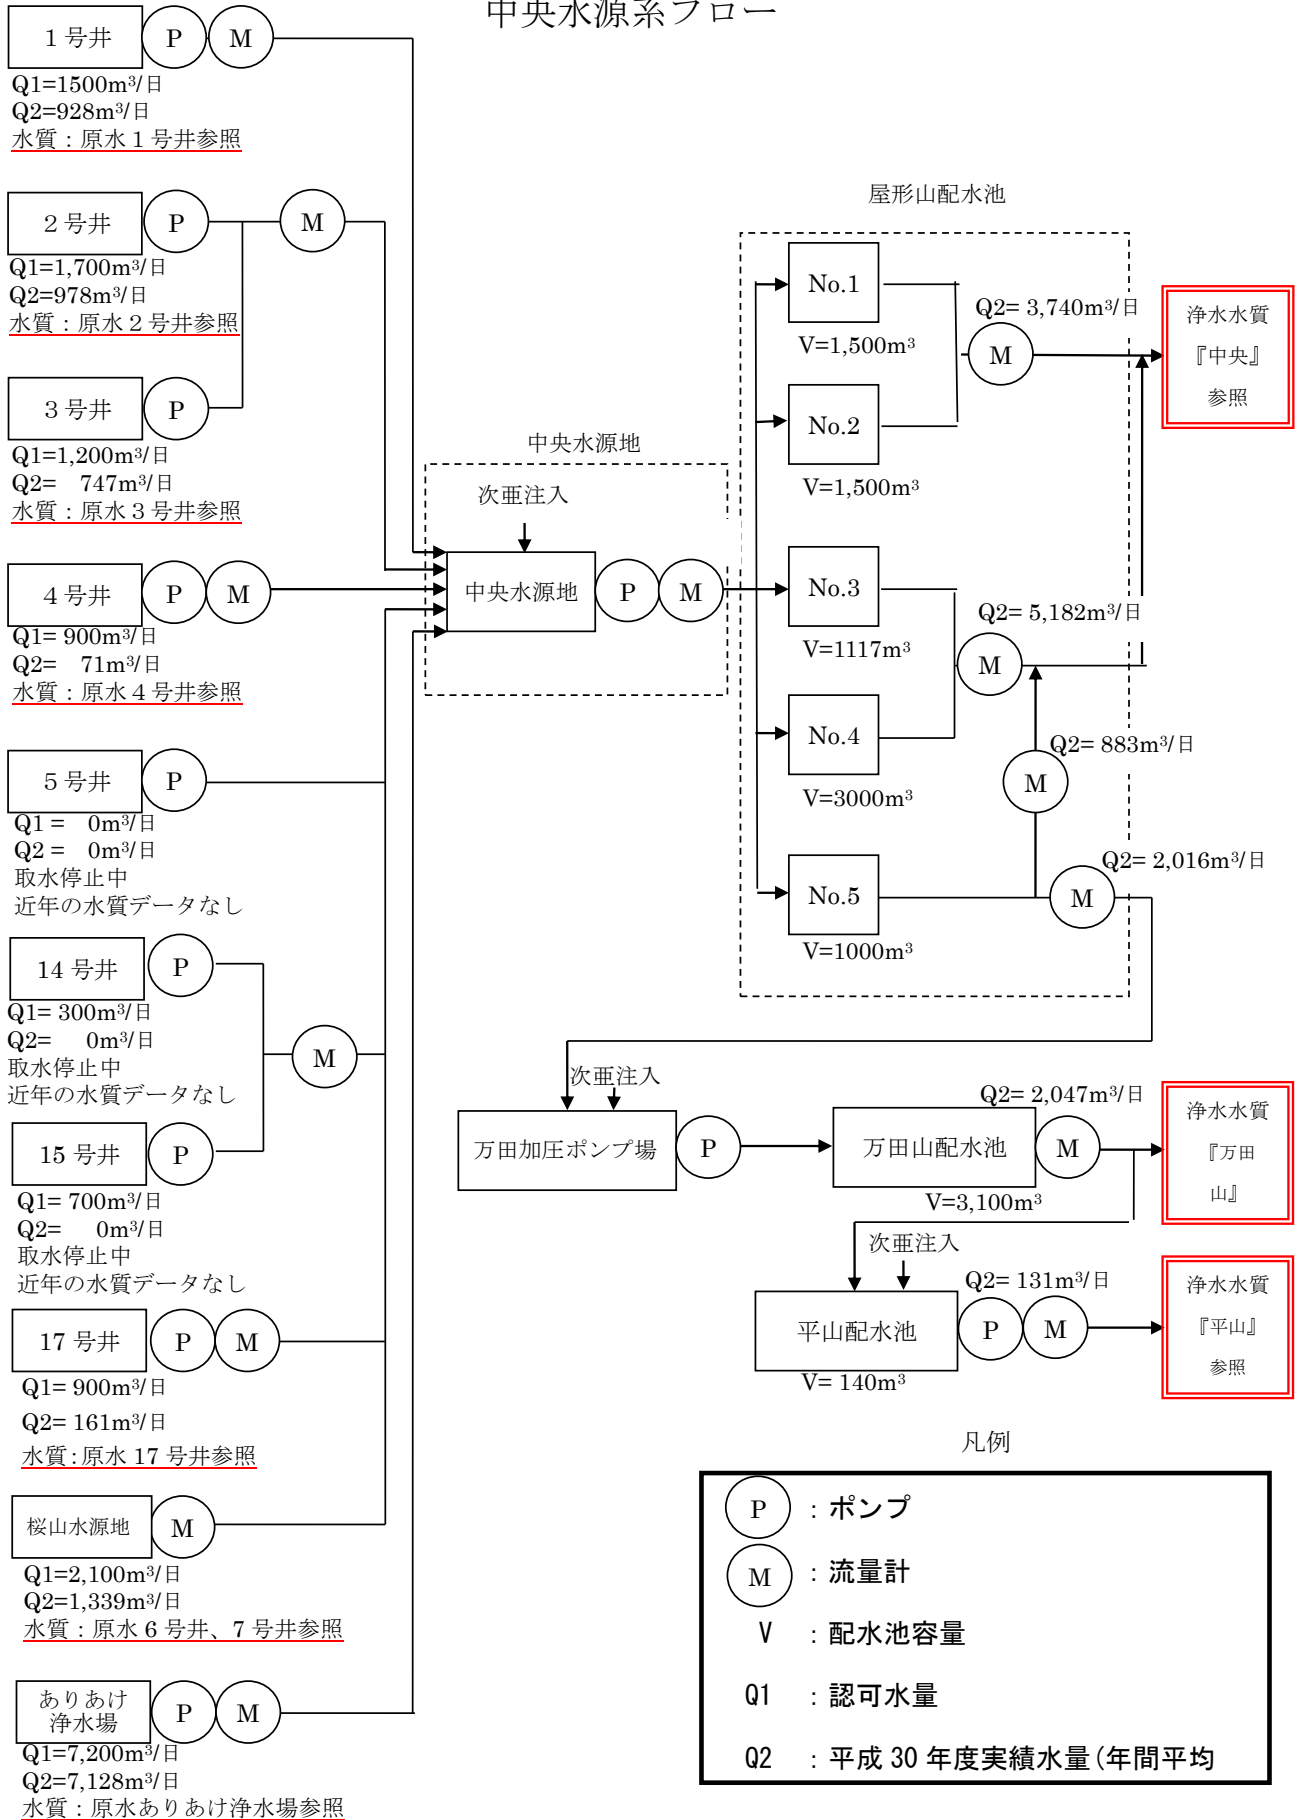 中央水源系フロー
1号井 P M
Q1=1500m³/日
Q2=928m³/日
水質：原水1号井参照
2号井 P M
Q1=1,700m³/日
Q2=978m³/日
水質：原水2号井参照
3号井 P
Q1=1,200m³/日
Q2= 747m³/日
水質：原水3号井参照
4号井 P M
Q1= 900m³/日
Q2= 71m³/日
水質：原水4号井参照
5号井 P
Q1 = 0m³/日
Q2 = 0m³/日
取水停止中
近年の水質データなし
14号井 P
Q1= 300m³/日
Q2= 0m³/日
取水停止中
近年の水質データなし
M
15号井 P
Q1= 700m³/日
Q2= 0m³/日
取水停止中
近年の水質データなし
17号井 P M
Q1= 900m³/日
Q2= 161m³/日
水質：原水17号井参照
桜山水源地 M
Q1=2,100m³/日
Q2=1,339m³/日
水質：原水6号井、7号井参照
ありあけ
浄水場
P M
Q1=7,200m³/日
Q2=7,128m³/日
水質：原水ありあけ浄水場参照
中央水源地
次亜注入
中央水源地 P M
屋形山配水池
No.1
V=1,500m³
No.2
V=1,500m³
No.3
V=1117m³
No.4
V=3000m³
No.5
V=1000m³
Q2= 3,740m³/日
M
Q2= 5,182m³/日
M
Q2= 883m³/日
M
Q2= 2,016m³/日
M
浄水水質
『中央』
参照
次亜注入
万田加圧ポンプ場 P
万田山配水池 M
Q2= 2,047m³/日
V=3,100m³
浄水水質
『万田
山』
次亜注入
Q2= 131m³/日
平山配水池 P M
V= 140m³
浄水水質
『平山』
参照
凡例
P ：ポンプ
M ：流量計
V ：配水池容量
Q1 ：認可水量
Q2 ：平成30年度実績水量（年間平均